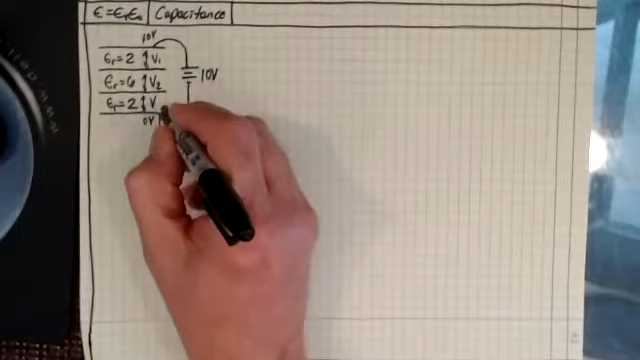 ε = εᵣε₀ Capacitance
10V
εᵣ = 2 V₁
10V
εᵣ = 6 V₂
εᵣ = 2 V
0V